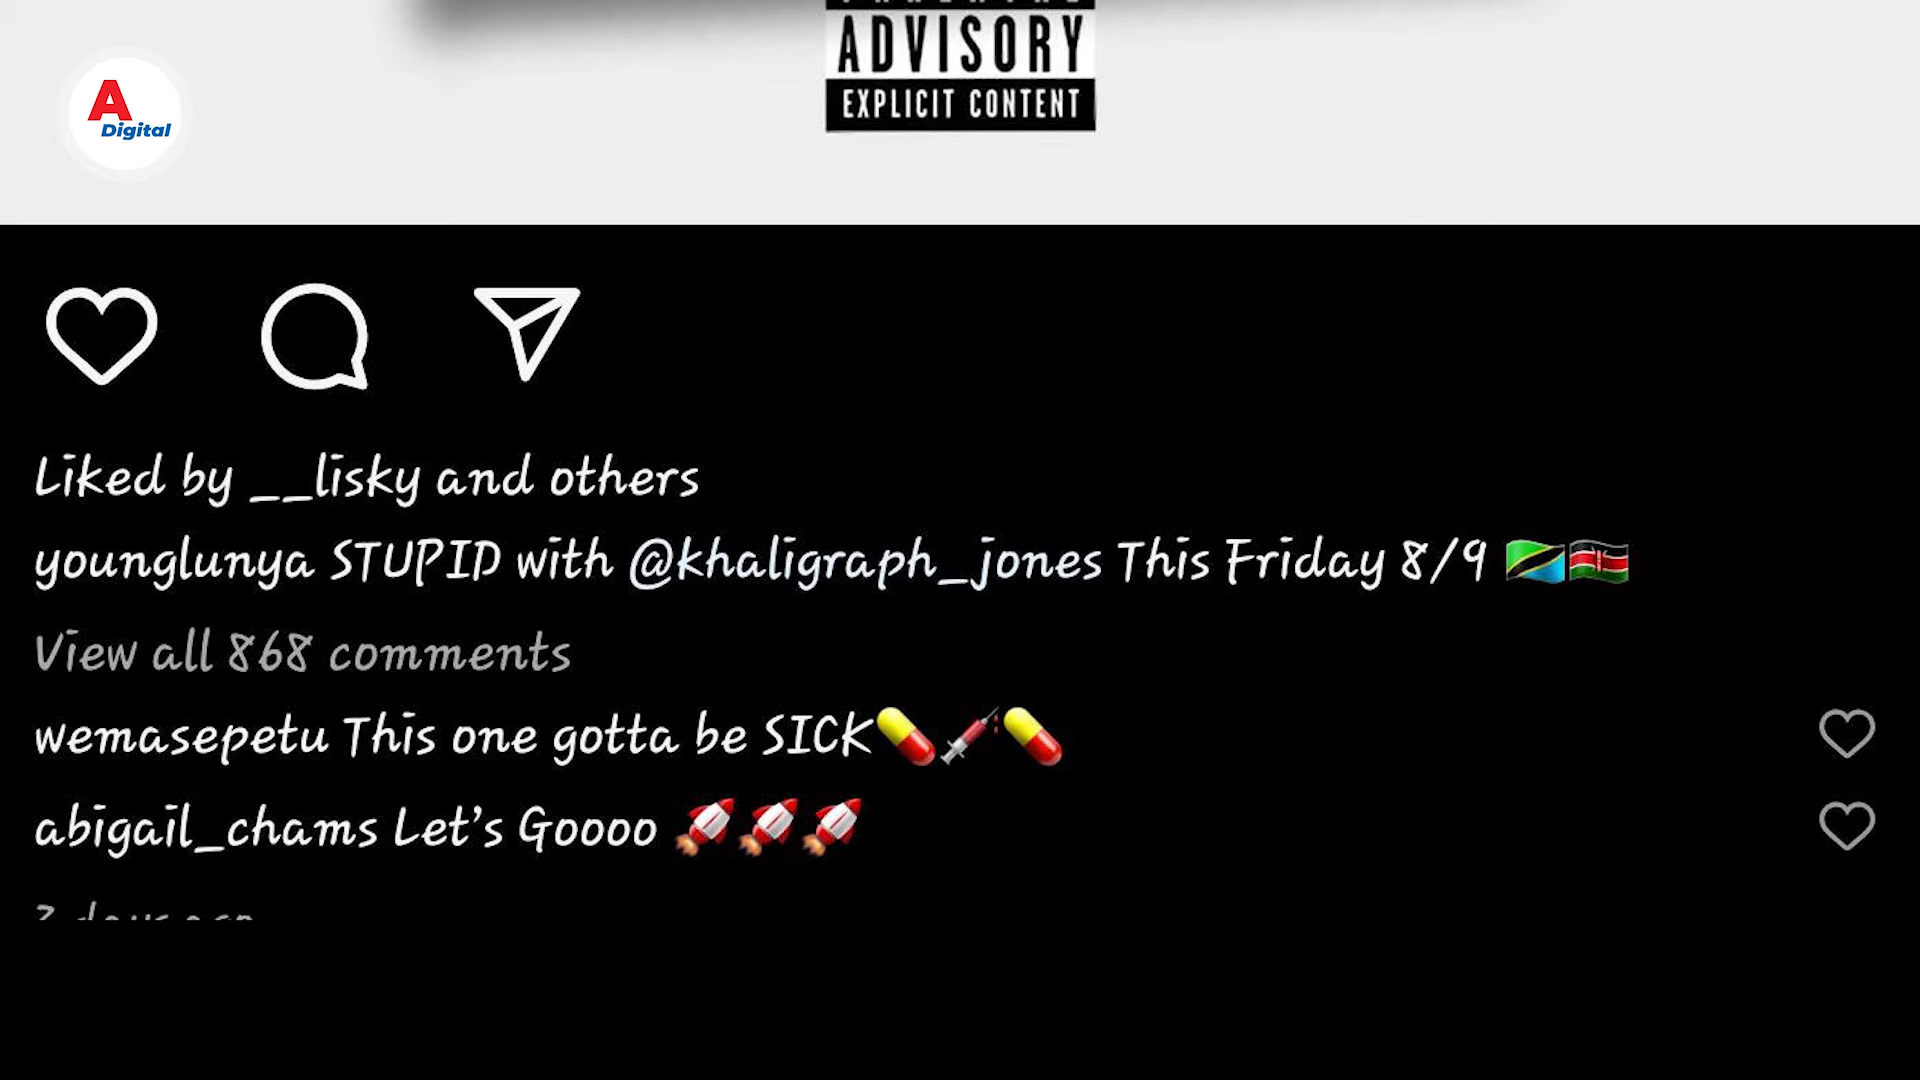 ADVISORY
EXPLICIT CONTENT
A
Digital
Liked by __lisky and others
younglunya STUPID with @khaligraph_jones This Friday 8/9 🇹🇿🇰🇪
View all 868 comments
wemasepetu This one gotta be SICK💊💉💊
abigail_chams Let's Goooo 🚀🚀🚀